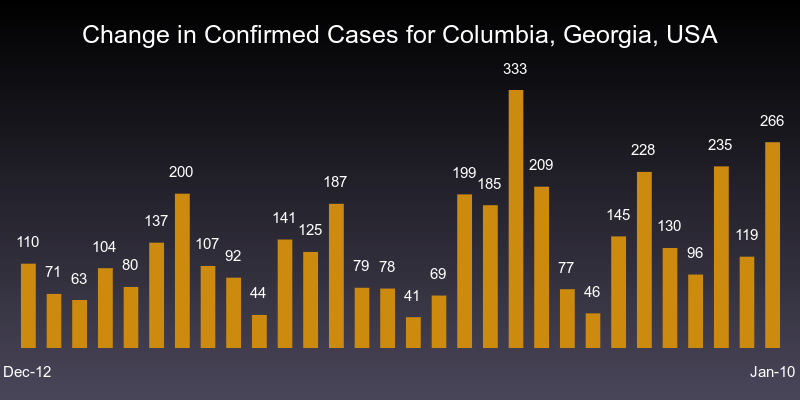 Change in Confirmed Cases for Columbia, Georgia, USA
110 71 63 104 80 137 200 107 92 44 141 125 187 79 78 41 69 199 185 333 209 77 46 145 228 130 96 235 119 266
Dec-12 Jan-10